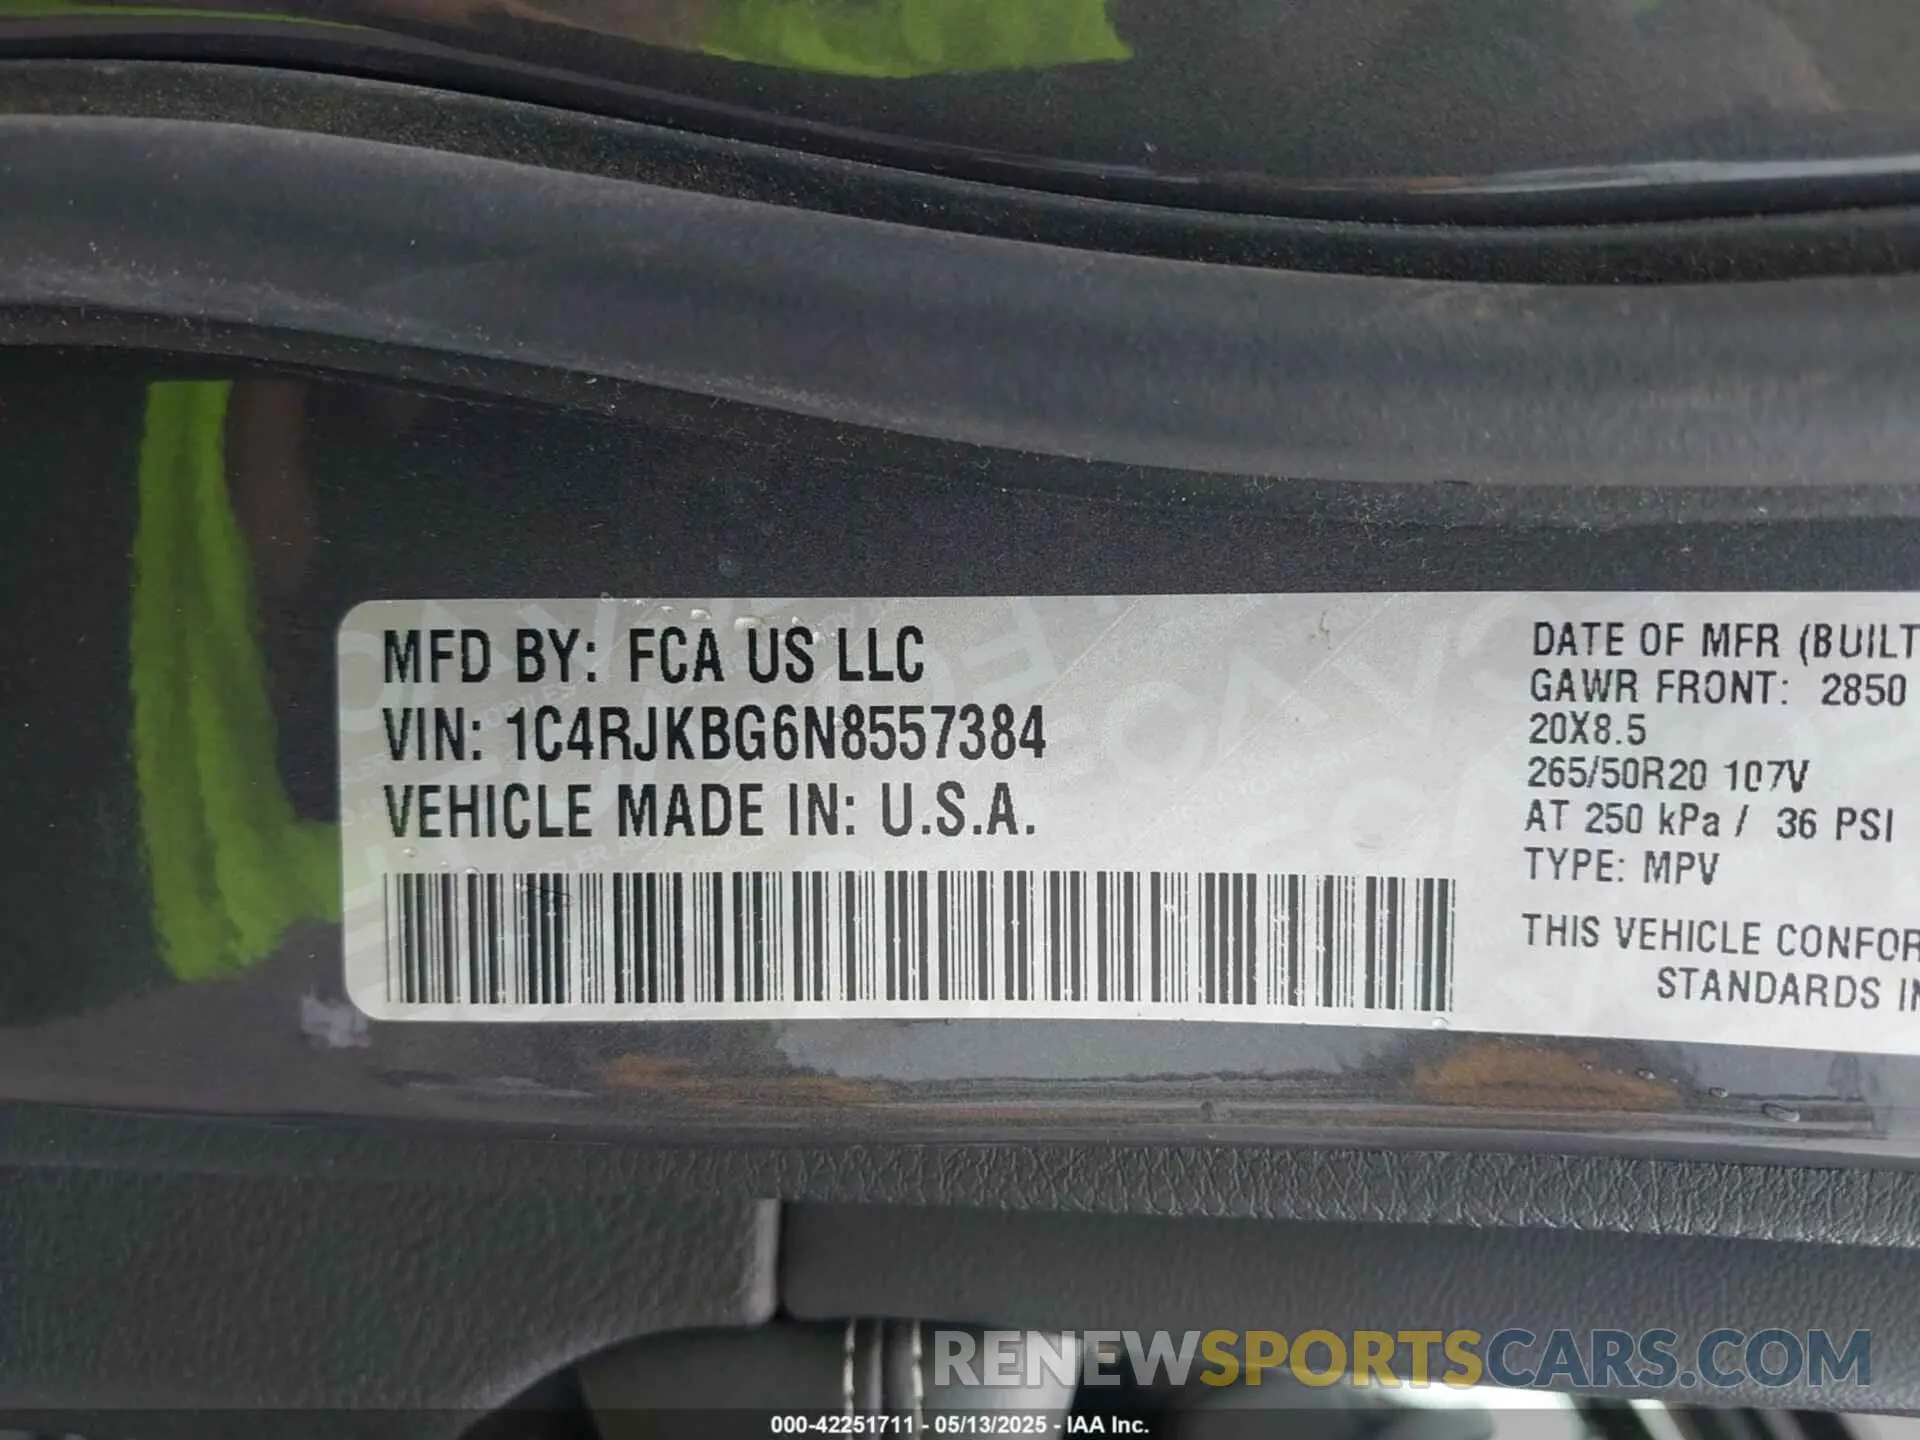 MFD BY: FCA US LLC
VIN: 1C4RJKBG6N8557384
VEHICLE MADE IN: U.S.A.
DATE OF MFR (BUILT
GAWR FRONT: 2850
20X8.5
265/50R20 107V
AT 250 kPa / 36 PSI
TYPE: MPV
THIS VEHICLE CONFOR
STANDARDS IN
RENEWSPORTSCARS.COM
000-42251711 - 05/13/2025 - IAA Inc.